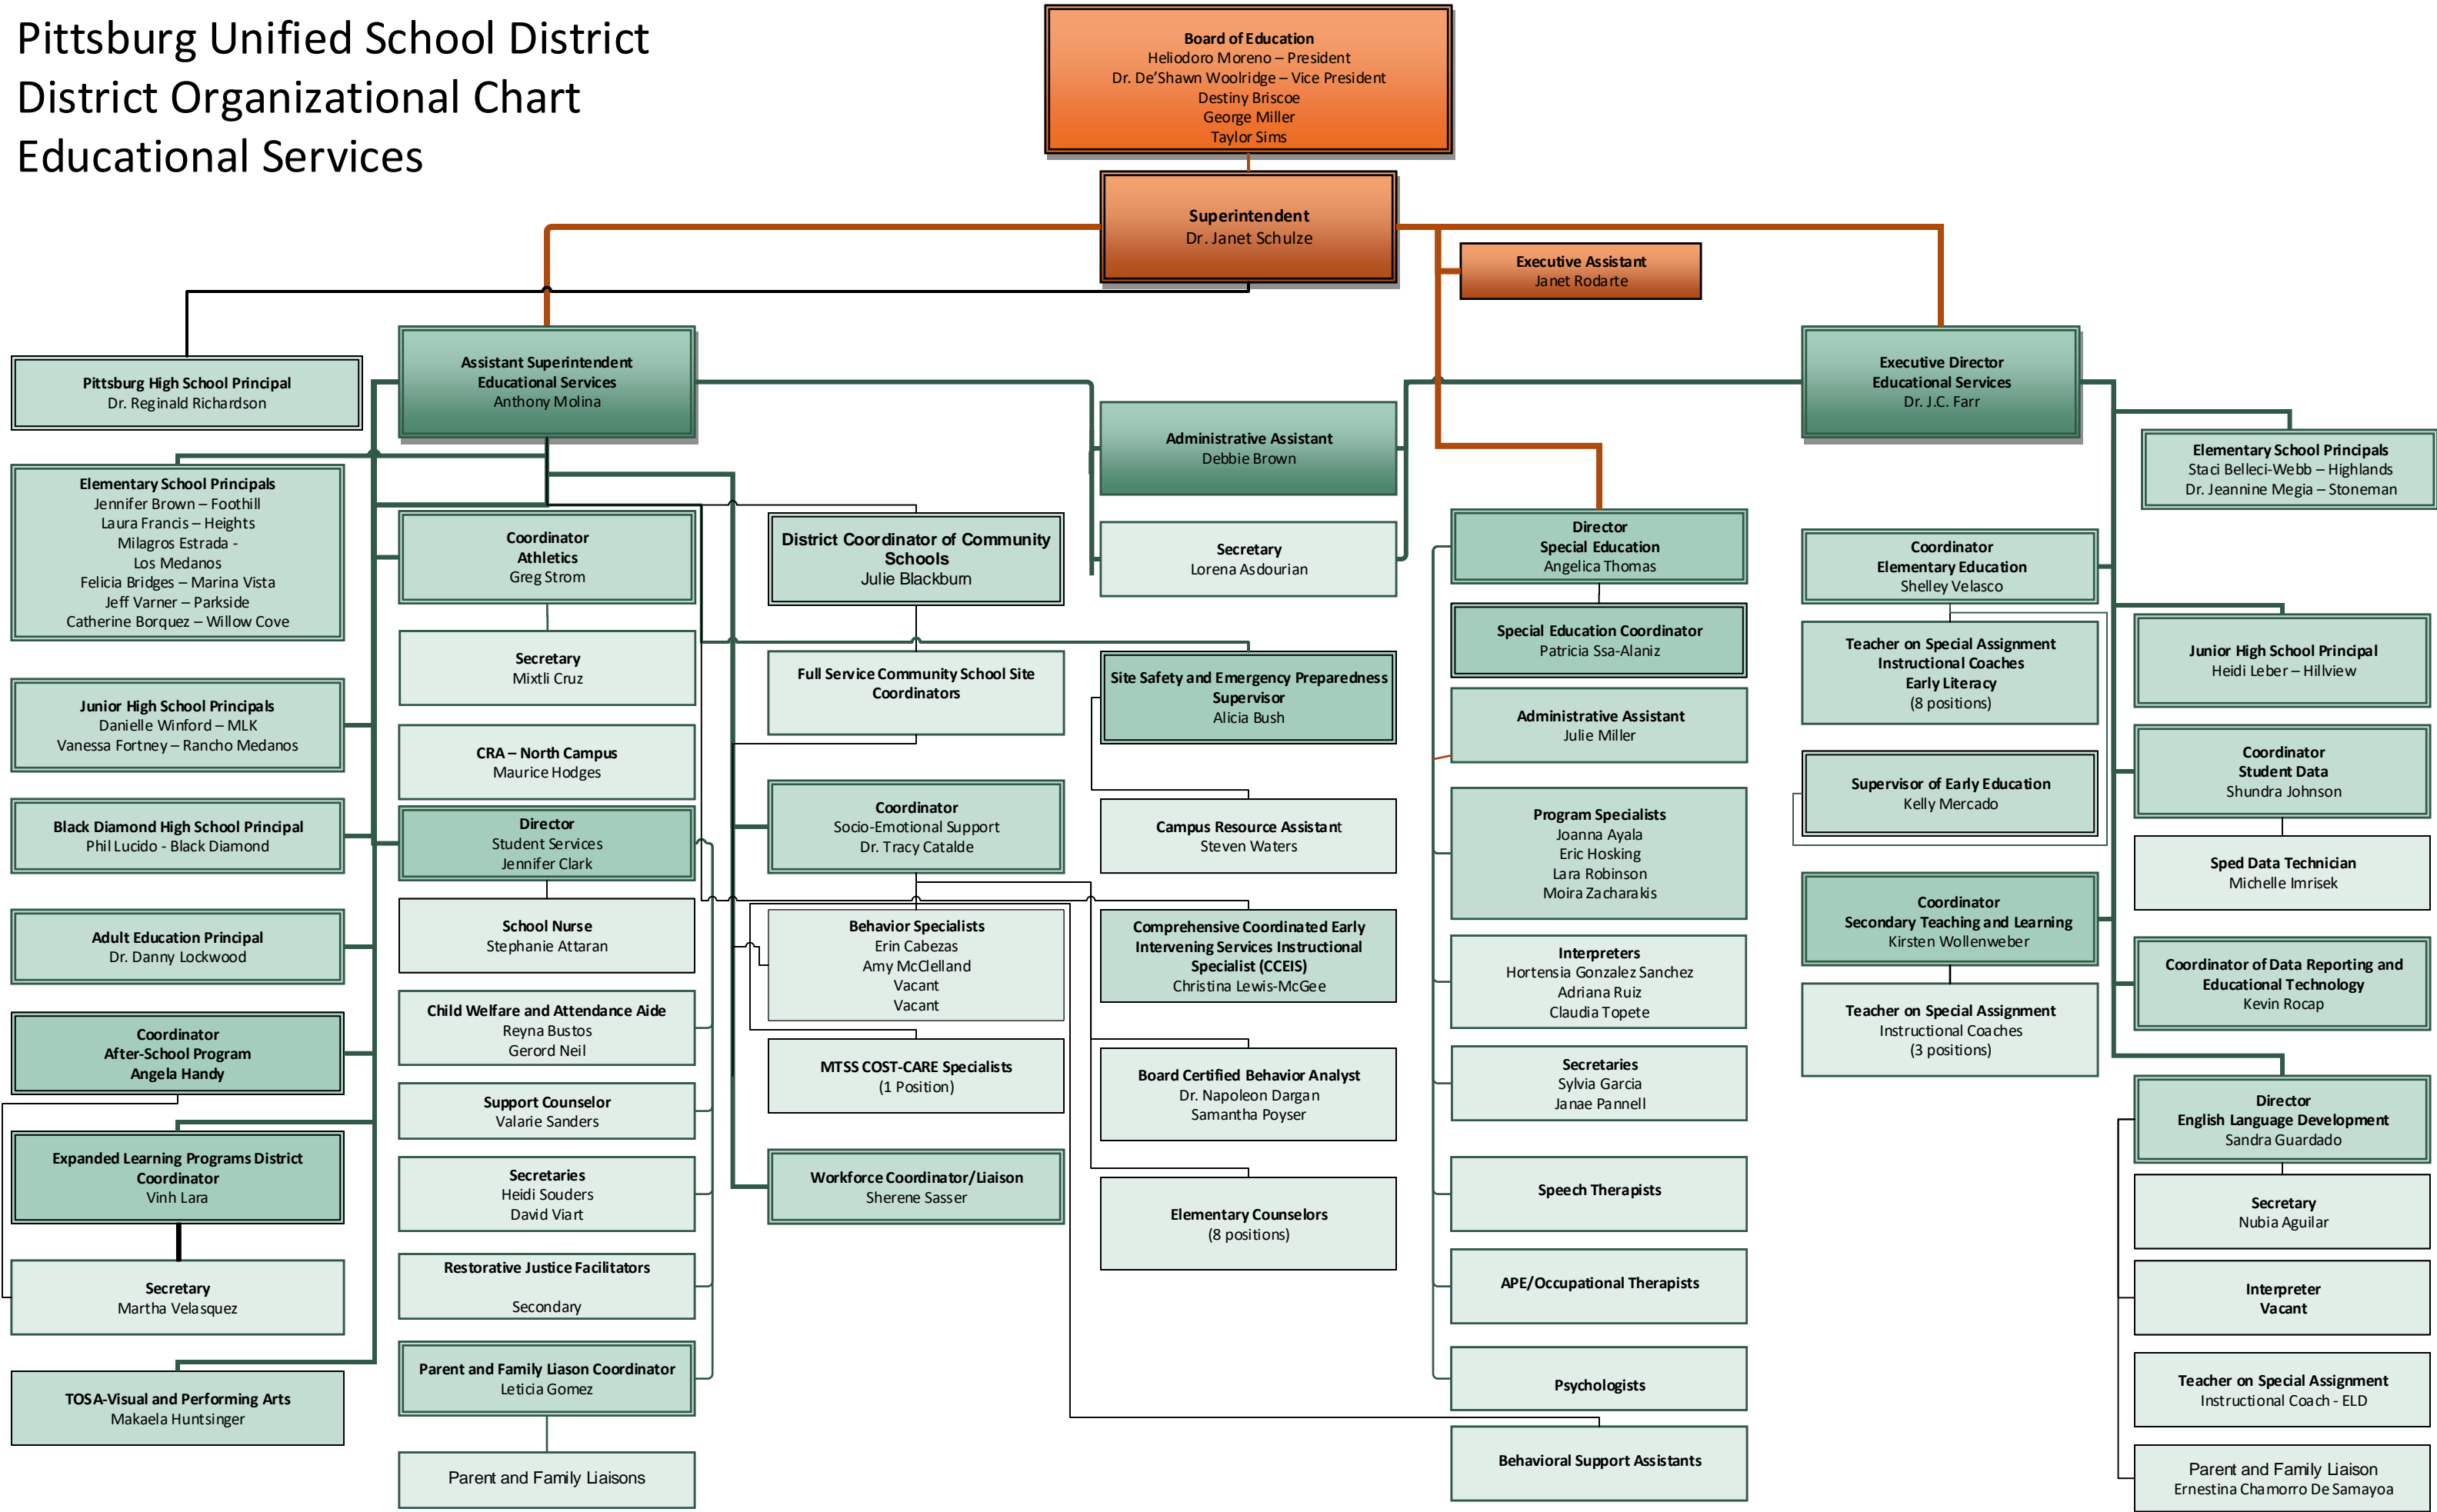 Pittsburg Unified School District
District Organizational Chart
Educational Services
Board of Education
Heliodoro Moreno – President
Dr. De’Shawn Woolridge – Vice President
Destiny Briscoe
George Miller
Taylor Sims
Superintendent
Dr. Janet Schulze
Executive Assistant
Janet Rodarte
Pittsburg High School Principal
Dr. Reginald Richardson
Assistant Superintendent
Educational Services
Anthony Molina
Executive Director
Educational Services
Dr. J.C. Farr
Administrative Assistant
Debbie Brown
Secretary
Lorena Asdourian
Elementary School Principals
Jennifer Brown – Foothill
Laura Francis – Heights
Milagros Estrada -
Los Medanos
Felicia Bridges – Marina Vista
Jeff Varner – Parkside
Catherine Borquez – Willow Cove
Junior High School Principals
Danielle Winford – MLK
Vanessa Fortney – Rancho Medanos
Black Diamond High School Principal
Phil Lucido - Black Diamond
Adult Education Principal
Dr. Danny Lockwood
Coordinator
After-School Program
Angela Handy
Expanded Learning Programs District
Coordinator
Vinh Lara
Secretary
Martha Velasquez
TOSA-Visual and Performing Arts
Makaela Huntsinger
Coordinator
Athletics
Greg Strom
Secretary
Mixtli Cruz
CRA – North Campus
Maurice Hodges
Director
Student Services
Jennifer Clark
School Nurse
Stephanie Attaran
Child Welfare and Attendance Aide
Reyna Bustos
Gerord Neil
Support Counselor
Valarie Sanders
Secretaries
Heidi Souders
David Viart
Restorative Justice Facilitators
Secondary
Parent and Family Liason Coordinator
Leticia Gomez
Parent and Family Liaisons
District Coordinator of Community
Schools
Julie Blackburn
Full Service Community School Site
Coordinators
Coordinator
Socio-Emotional Support
Dr. Tracy Catalde
Behavior Specialists
Erin Cabezas
Amy McClelland
Vacant
Vacant
MTSS COST-CARE Specialists
(1 Position)
Workforce Coordinator/Liaison
Sherene Sasser
Site Safety and Emergency Preparedness
Supervisor
Alicia Bush
Campus Resource Assistant
Steven Waters
Comprehensive Coordinated Early
Intervening Services Instructional
Specialist (CCEIS)
Christina Lewis-McGee
Board Certified Behavior Analyst
Dr. Napoleon Dargan
Samantha Poyser
Elementary Counselors
(8 positions)
Director
Special Education
Angelica Thomas
Special Education Coordinator
Patricia Ssa-Alaniz
Administrative Assistant
Julie Miller
Program Specialists
Joanna Ayala
Eric Hosking
Lara Robinson
Moira Zacharakis
Interpreters
Hortensia Gonzalez Sanchez
Adriana Ruiz
Claudia Topete
Secretaries
Sylvia Garcia
Janae Pannell
Speech Therapists
APE/Occupational Therapists
Psychologists
Behavioral Support Assistants
Coordinator
Elementary Education
Shelley Velasco
Teacher on Special Assignment
Instructional Coaches
Early Literacy
(8 positions)
Supervisor of Early Education
Kelly Mercado
Coordinator
Secondary Teaching and Learning
Kirsten Wollenweber
Teacher on Special Assignment
Instructional Coaches
(3 positions)
Elementary School Principals
Staci Belleci-Webb – Highlands
Dr. Jeannine Megia – Stoneman
Junior High School Principal
Heidi Leber – Hillview
Coordinator
Student Data
Shundra Johnson
Sped Data Technician
Michelle Imrisek
Coordinator of Data Reporting and
Educational Technology
Kevin Rocap
Director
English Language Development
Sandra Guardado
Secretary
Nubia Aguilar
Interpreter
Vacant
Teacher on Special Assignment
Instructional Coach - ELD
Parent and Family Liaison
Ernestina Chamorro De Samayoa